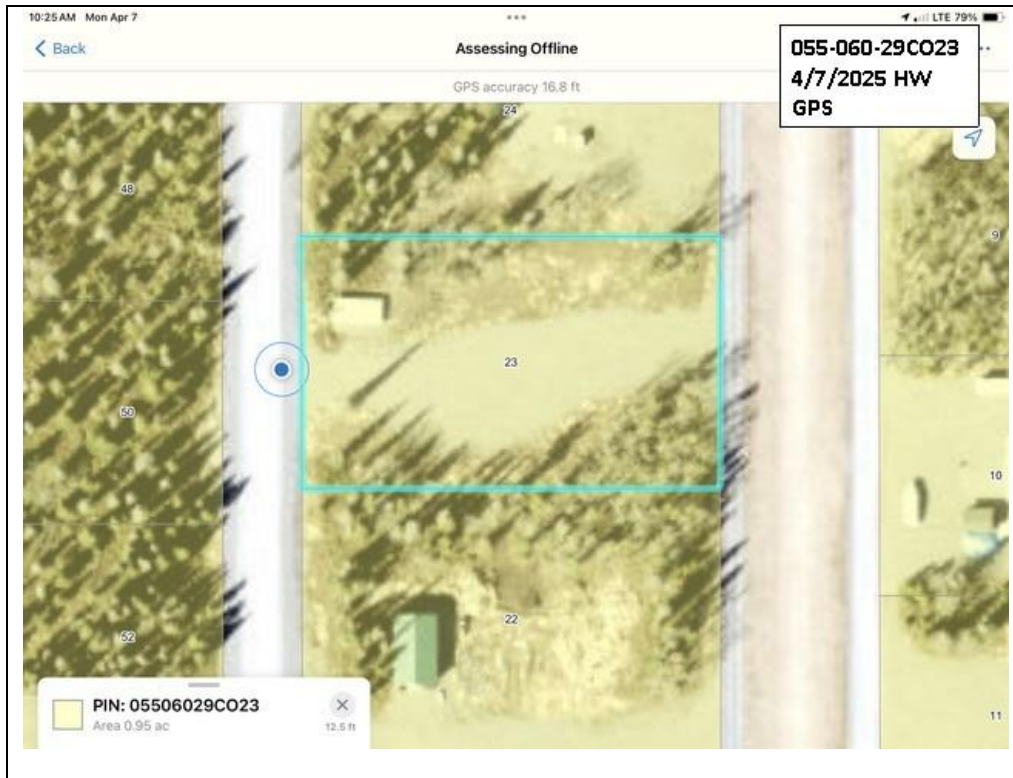 10:25 AM Mon Apr 7
LTE 79%
Back
Assessing Offline
055-060-29CO23
4/7/2025 HW
GPS
GPS accuracy 16.8 ft
24
48
9
23
50
10
22
52
11
PIN: 05506029CO23
Area 0.95 ac
12.5 ft